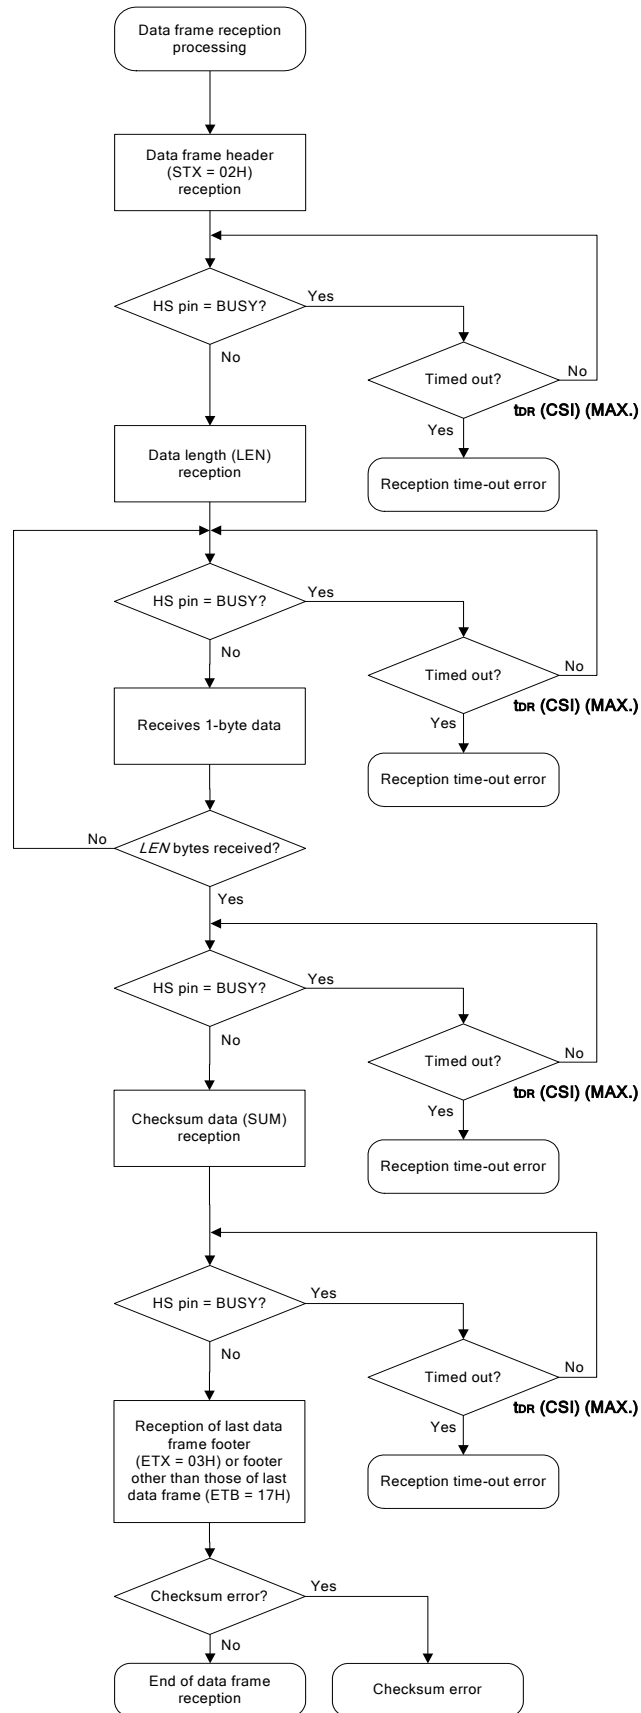 Data frame reception
processing
Data frame header
(STX = 02H)
reception
HS pin = BUSY?
Yes
No
Timed out?
No
tDR (CSI) (MAX.)
Yes
Reception time-out error
Data length (LEN)
reception
HS pin = BUSY?
Yes
No
Timed out?
No
tDR (CSI) (MAX.)
Yes
Reception time-out error
Receives 1-byte data
No
LEN bytes received?
Yes
HS pin = BUSY?
Yes
No
Timed out?
No
tDR (CSI) (MAX.)
Yes
Reception time-out error
Checksum data (SUM)
reception
HS pin = BUSY?
Yes
No
Timed out?
No
tDR (CSI) (MAX.)
Yes
Reception time-out error
Reception of last data
frame footer
(ETX = 03H) or footer
other than those of last
data frame (ETB = 17H)
Checksum error?
Yes
No
End of data frame
reception
Checksum error